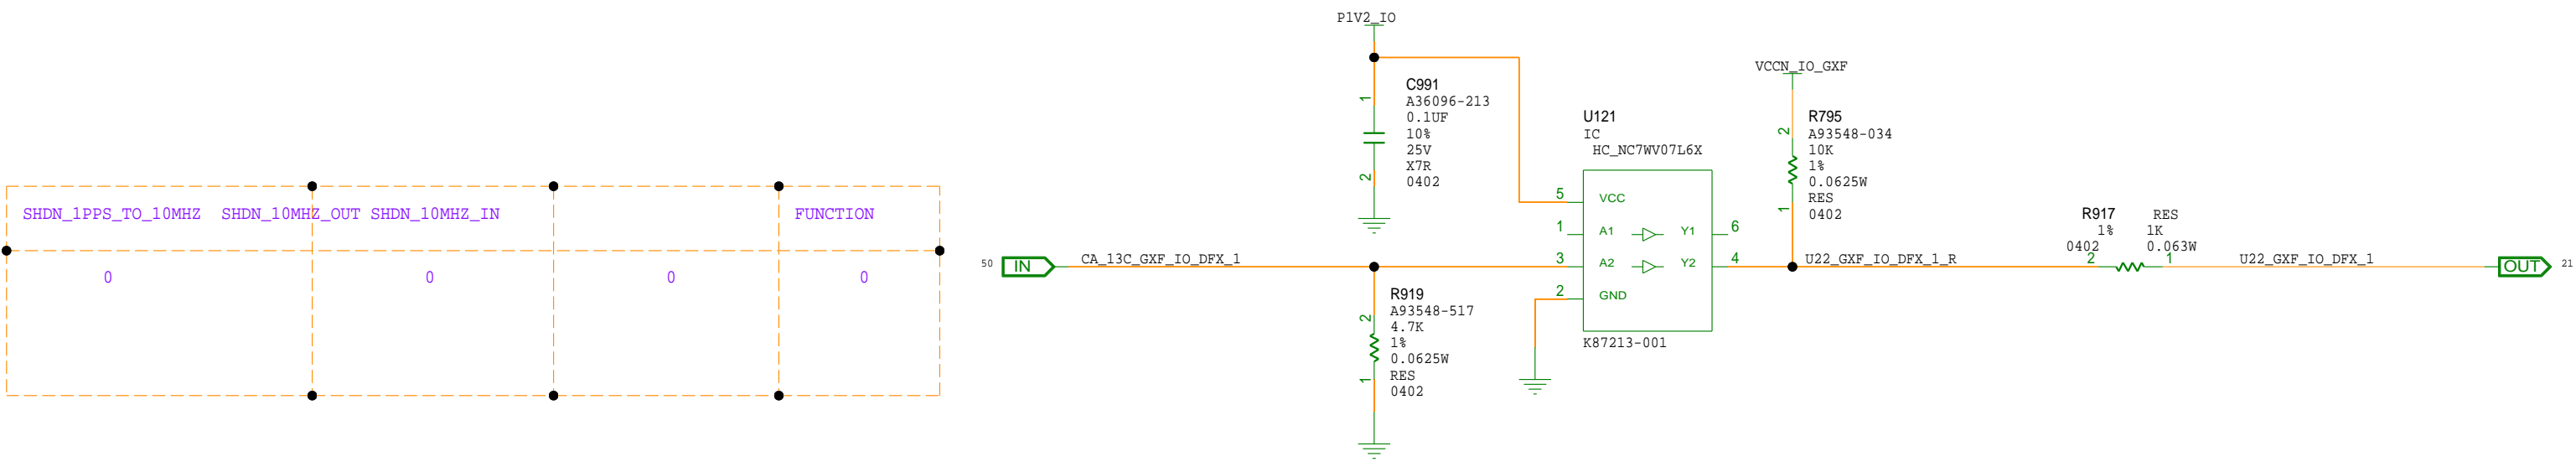 SHDN_1PPS_TO_10MHZ SHDN_10MHZ_OUT SHDN_10MHZ_IN FUNCTION
0 0 0 0
P1V2_IO
C991
A36096-213
0.1UF
10%
25V
X7R
0402
1
2
50 IN CA_13C_GXF_IO_DFX_1
R919
A93548-517
4.7K
1%
0.0625W
RES
0402
2
1
U121
IC
HC_NC7WV07L6X
5 VCC
1 A1 Y1 6
3 A2 Y2 4
2 GND
K87213-001
VCCN_IO_GXF
R795
A93548-034
10K
1%
0.0625W
RES
0402
2
1
U22_GXF_IO_DFX_1_R
R917 RES
1% 1K
0402 0.063W
2 1
U22_GXF_IO_DFX_1
OUT 21